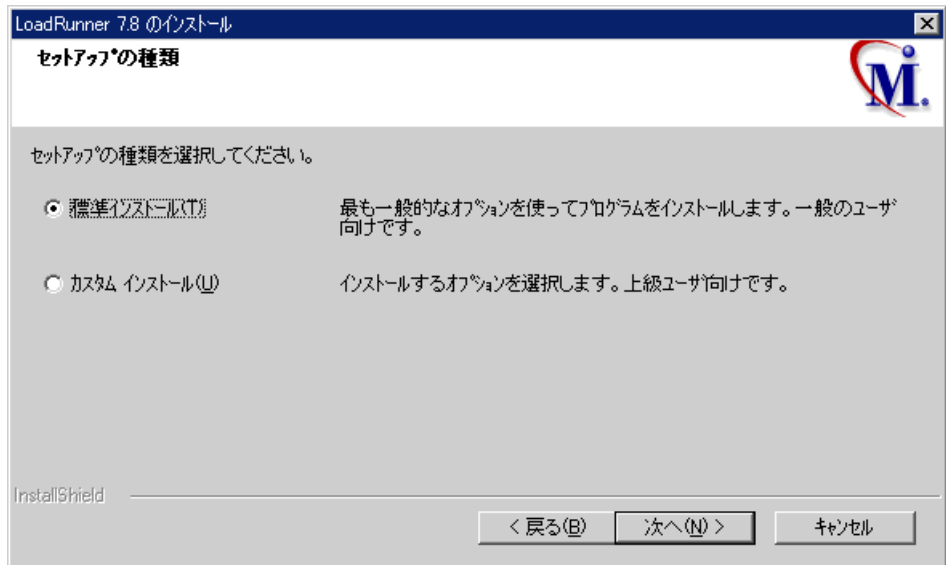 LoadRunner 7.8 のインストール
セットアップの種類
M.
セットアップの種類を選択してください。
標準インストール(T)
最も一般的なオプションを使ってプログラムをインストールします。一般のユーザ
向けです。
カスタム インストール(U)
インストールするオプションを選択します。上級ユーザ向けです。
InstallShield
< 戻る(B)
次へ(N) >
キャンセル